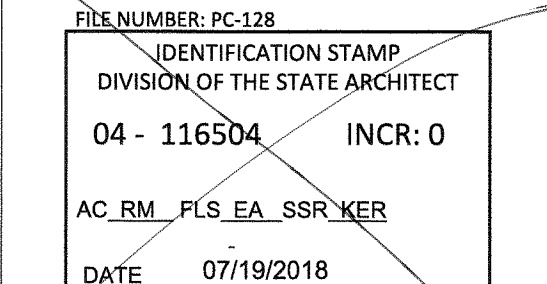 FILE NUMBER: PC-128
IDENTIFICATION STAMP
DIVISION OF THE STATE ARCHITECT
04 - 116504 INCR: 0
AC RM FLS EA SSR KER
DATE 07/19/2018